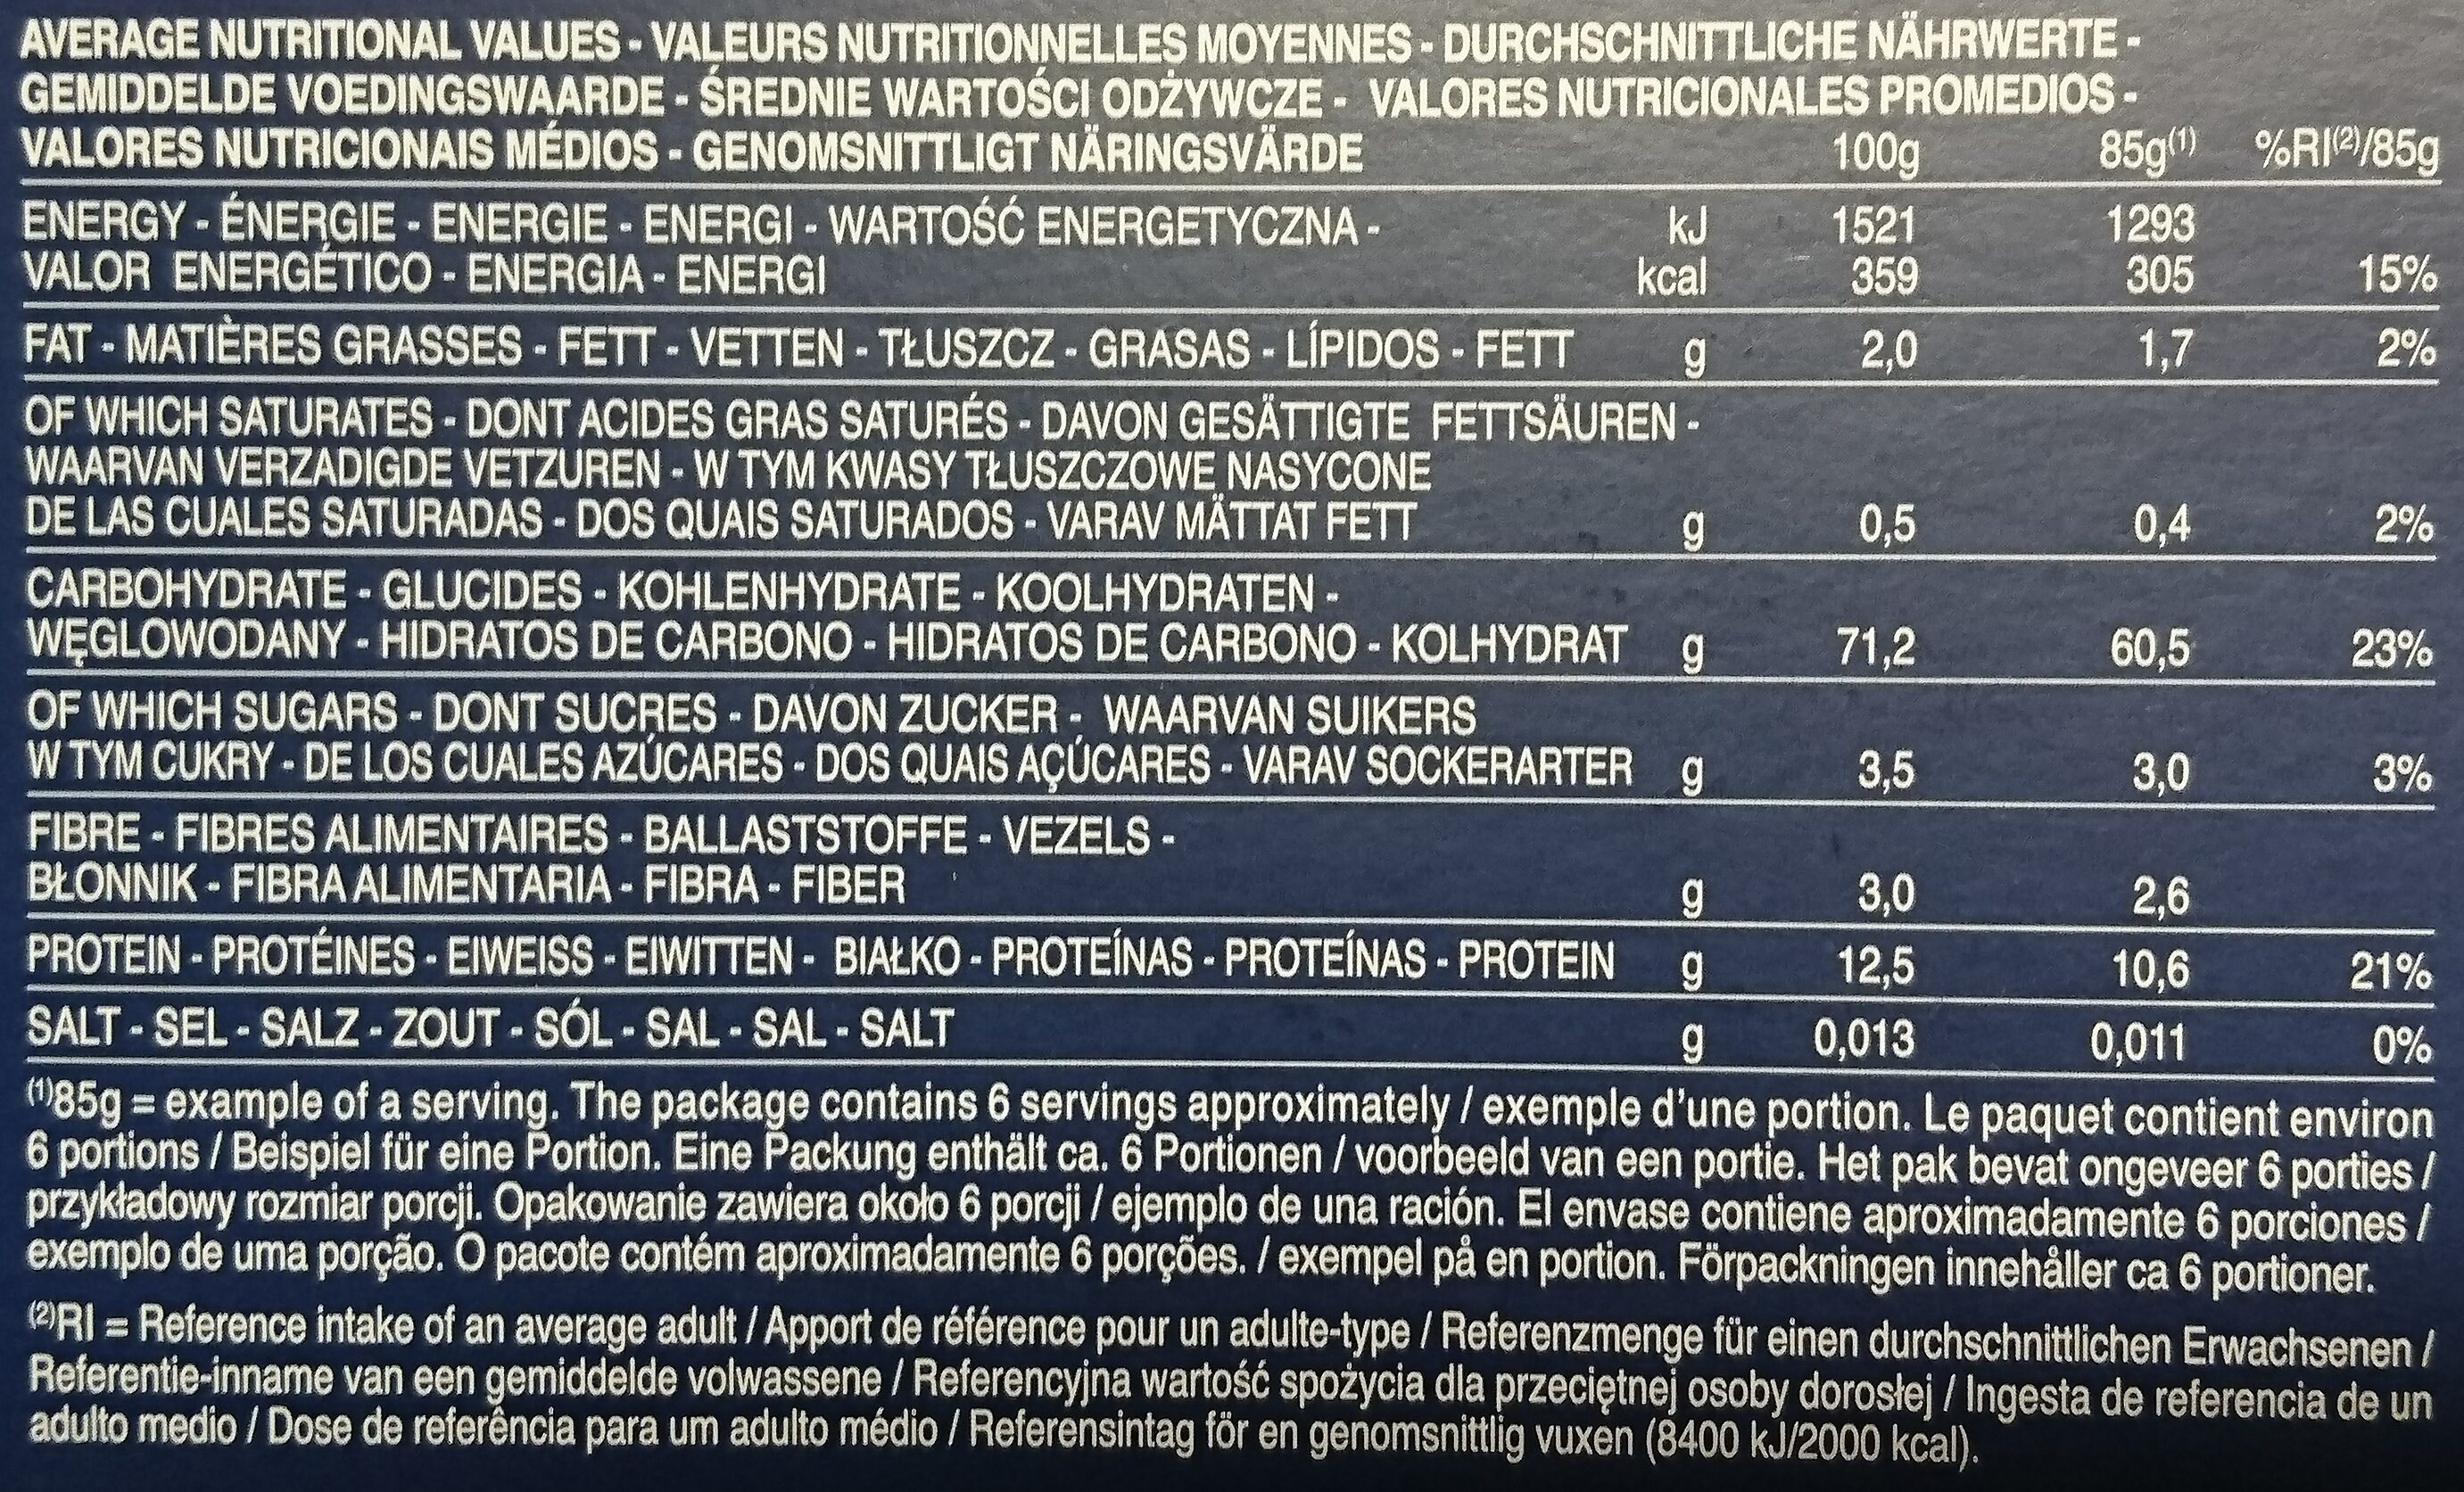 AVERAGE NUTRITIONAL VALUES - VALEURS NUTRITIONNELLES MOYENNES - DURCHSCHNITTLICHE NÄHRWERTE -
GEMIDDELDE VOEDINGSWAARDE - ŚREDNIE WARTOŚCI ODŻYWCZE - VALORES NUTRICIONALES PROMEDIOS -
VALORES NUTRICIONAIS MÉDIOS - GENOMSNITTLIGT NÄRINGSVÄRDE 100g 85g(1) %RI(2)/85g
ENERGY - ÉNERGIE - ENERGIE - ENERGI - WARTOŚĆ ENERGETYCZNA - kJ 1521 1293
VALOR ENERGÉTICO - ENERGIA - ENERGI kcal 359 305 15%
FAT - MATIÈRES GRASSES - FETT - VETTEN - TŁUSZCZ - GRASAS - LÍPIDOS - FETT g 2,0 1,7 2%
OF WHICH SATURATES - DONT ACIDES GRAS SATURÉS - DAVON GESÄTTIGTE FETTSÄUREN -
WAARVAN VERZADIGDE VETZUREN - W TYM KWASY TŁUSZCZOWE NASYCONE
DE LAS CUALES SATURADAS - DOS QUAIS SATURADOS - VARAV MÄTTAT FETT g 0,5 0,4 2%
CARBOHYDRATE - GLUCIDES - KOHLENHYDRATE - KOOLHYDRATEN -
WĘGLOWODANY - HIDRATOS DE CARBONO - HIDRATOS DE CARBONO - KOLHYDRAT g 71,2 60,5 23%
OF WHICH SUGARS - DONT SUCRES - DAVON ZUCKER - WAARVAN SUIKERS
W TYM CUKRY - DE LOS CUALES AZÚCARES - DOS QUAIS AÇÚCARES - VARAV SOCKERARTER g 3,5 3,0 3%
FIBRE - FIBRES ALIMENTAIRES - BALLASTSTOFFE - VEZELS -
BŁONNIK - FIBRA ALIMENTARIA - FIBRA - FIBER g 3,0 2,6
PROTEIN - PROTÉINES - EIWEISS - EIWITTEN - BIAŁKO - PROTEÍNAS - PROTEÍNAS - PROTEIN g 12,5 10,6 21%
SALT - SEL - SALZ - ZOUT - SÓL - SAL - SAL - SALT g 0,013 0,011 0%
(1)85g = example of a serving. The package contains 6 servings approximately / exemple d'une portion. Le paquet contient environ
6 portions / Beispiel für eine Portion. Eine Packung enthält ca. 6 Portionen / voorbeeld van een portie. Het pak bevat ongeveer 6 porties /
przykładowy rozmiar porcji. Opakowanie zawiera około 6 porcji / ejemplo de una ración. El envase contiene aproximadamente 6 porciones /
exemplo de uma porção. O pacote contém aproximadamente 6 porções. / exempel på en portion. Förpackningen innehåller ca 6 portioner.
(2)RI = Reference intake of an average adult / Apport de référence pour un adulte-type / Referenzmenge für einen durchschnittlichen Erwachsenen /
Referentie-inname van een gemiddelde volwassene / Referencyjna wartość spożycia dla przeciętnej osoby dorosłej / Ingesta de referencia de un
adulto medio / Dose de referência para um adulto médio / Referensintag för en genomsnittlig vuxen (8400 kJ/2000 kcal).